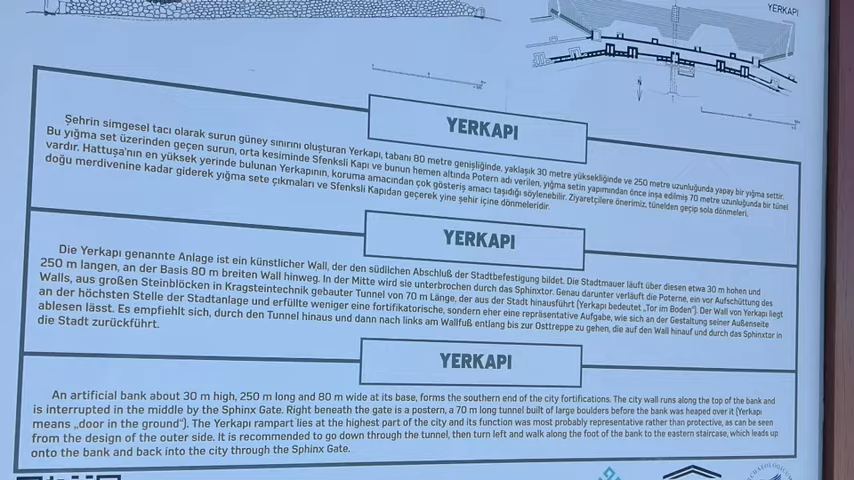 YERKAPI
YERKAPI
Şehrin simgesel tacı olarak surun güney sınırını oluşturan Yerkapı, tabanı 80 metre genişliğinde, yaklaşık 30 metre yüksekliğinde ve 250 metre uzunluğunda yapay bir yığma settir.
Bu yığma set üzerinden geçen surun, orta kesiminde Sfenksli Kapı ve bunun hemen altında Potern adı verilen, yığma setin yapımından önce inşa edilmiş 70 metre uzunluğunda bir tünel
vardır. Hattuşa'nın en yüksek yerinde bulunan Yerkapının, koruma amacından çok gösteriş amacı taşıdığı söylenebilir. Ziyaretçilere önerimiz, tünelden geçip sola dönmeleri,
doğu merdivenine kadar giderek yığma sete çıkmaları ve Sfenksli Kapıdan geçerek yine şehir içine dönmeleridir.
YERKAPI
Die Yerkapı genannte Anlage ist ein künstlicher Wall, der den südlichen Abschluß der Stadtbefestigung bildet. Die Stadtmauer läuft über diesen etwa 30 m hohen und
250 m langen, an der Basis 80 m breiten Wall hinweg. In der Mitte wird sie unterbrochen durch das Sphinxtor. Genau darunter verläuft die Poterne, ein vor Aufschüttung des
Walls, aus großen Steinblöcken in Kragsteintechnik gebauter Tunnel von 70 m Länge, der aus der Stadt hinausführt (Yerkapı bedeutet „Tor im Boden"). Der Wall von Yerkapı liegt
an der höchsten Stelle der Stadtanlage und erfüllte weniger eine fortifikatorische, sondern eher eine repräsentative Aufgabe, wie sich an der Gestaltung seiner Außenseite
ablesen lässt. Es empfiehlt sich, durch den Tunnel hinaus und dann nach links am Wallfuß entlang bis zur Osttreppe zu gehen, die auf den Wall hinauf und durch das Sphinxtor in
die Stadt zurückführt.
YERKAPI
An artificial bank about 30 m high, 250 m long and 80 m wide at its base, forms the southern end of the city fortifications. The city wall runs along the top of the bank and
is interrupted in the middle by the Sphinx Gate. Right beneath the gate is a postern, a 70 m long tunnel built of large boulders before the bank was heaped over it (Yerkapı
means „door in the ground"). The Yerkapı rampart lies at the highest part of the city and its function was most probably representative rather than protective, as can be seen
from the design of the outer side. It is recommended to go down through the tunnel, then turn left and walk along the foot of the bank to the eastern staircase, which leads up
onto the bank and back into the city through the Sphinx Gate.